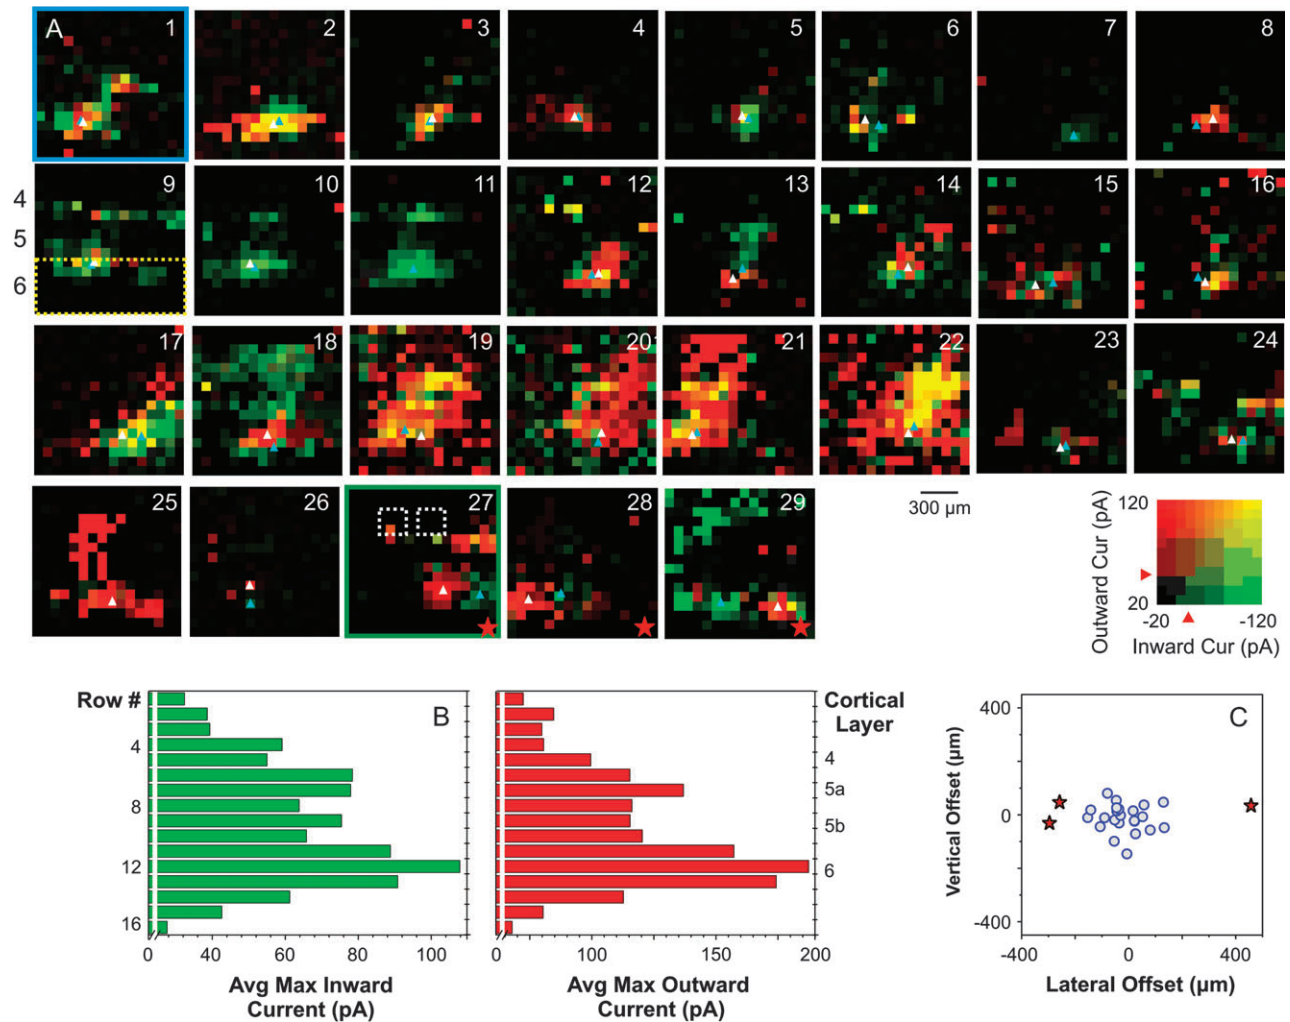 A 1 2 3 4 5 6 7 8
9 10 11 12 13 14 15 16
4
5
6
17 18 19 20 21 22 23 24
25 26 27 28 29
300 µm
Outward Cur (pA)
120
20
-20 -120
Inward Cur (pA)
Row #
B
4
8
12
16
0 40 60 80 100
Avg Max Inward
Current (pA)
Cortical
Layer
4
5a
5b
6
0 100 150 200
Avg Max Outward
Current (pA)
C
Vertical Offset (µm)
400
0
-400
-400 0 400
Lateral Offset (µm)